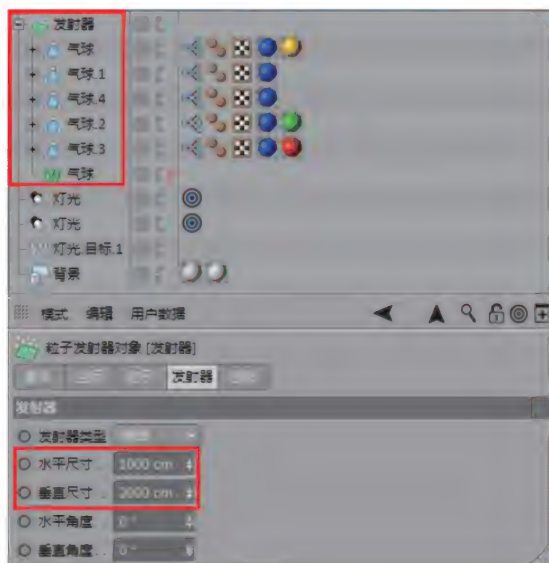 发射器
气球
气球.1
气球.4
气球.2
气球.3
气球
灯光
灯光
灯光.目标.1
背景
模式 编辑 用户数据
粒子发射器对象 [发射器]
发射器
发射器
发射器类型
水平尺寸 . 1000 cm
垂直尺寸 . 2000 cm
水平角度 . 0 °
垂直角度 . . 0 °